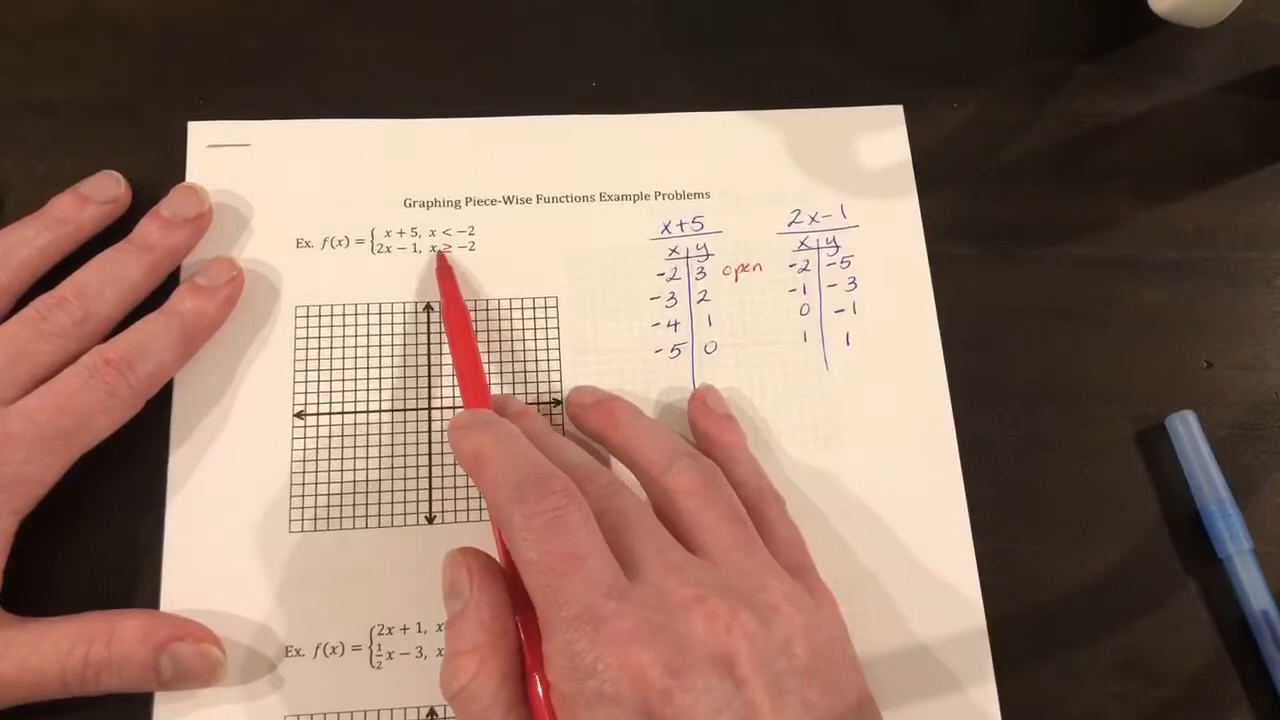 Graphing Piece-Wise Functions Example Problems
Ex. f(x) = { x + 5, x < −2
2x − 1, x ≥ −2
x+5
x y
-2 3 open
-3 2
-4 1
-5 0
2x-1
x y
-2 -5
-1 -3
0 -1
1 1
Ex. f(x) = { 2x + 1, x
1/2 x − 3, x